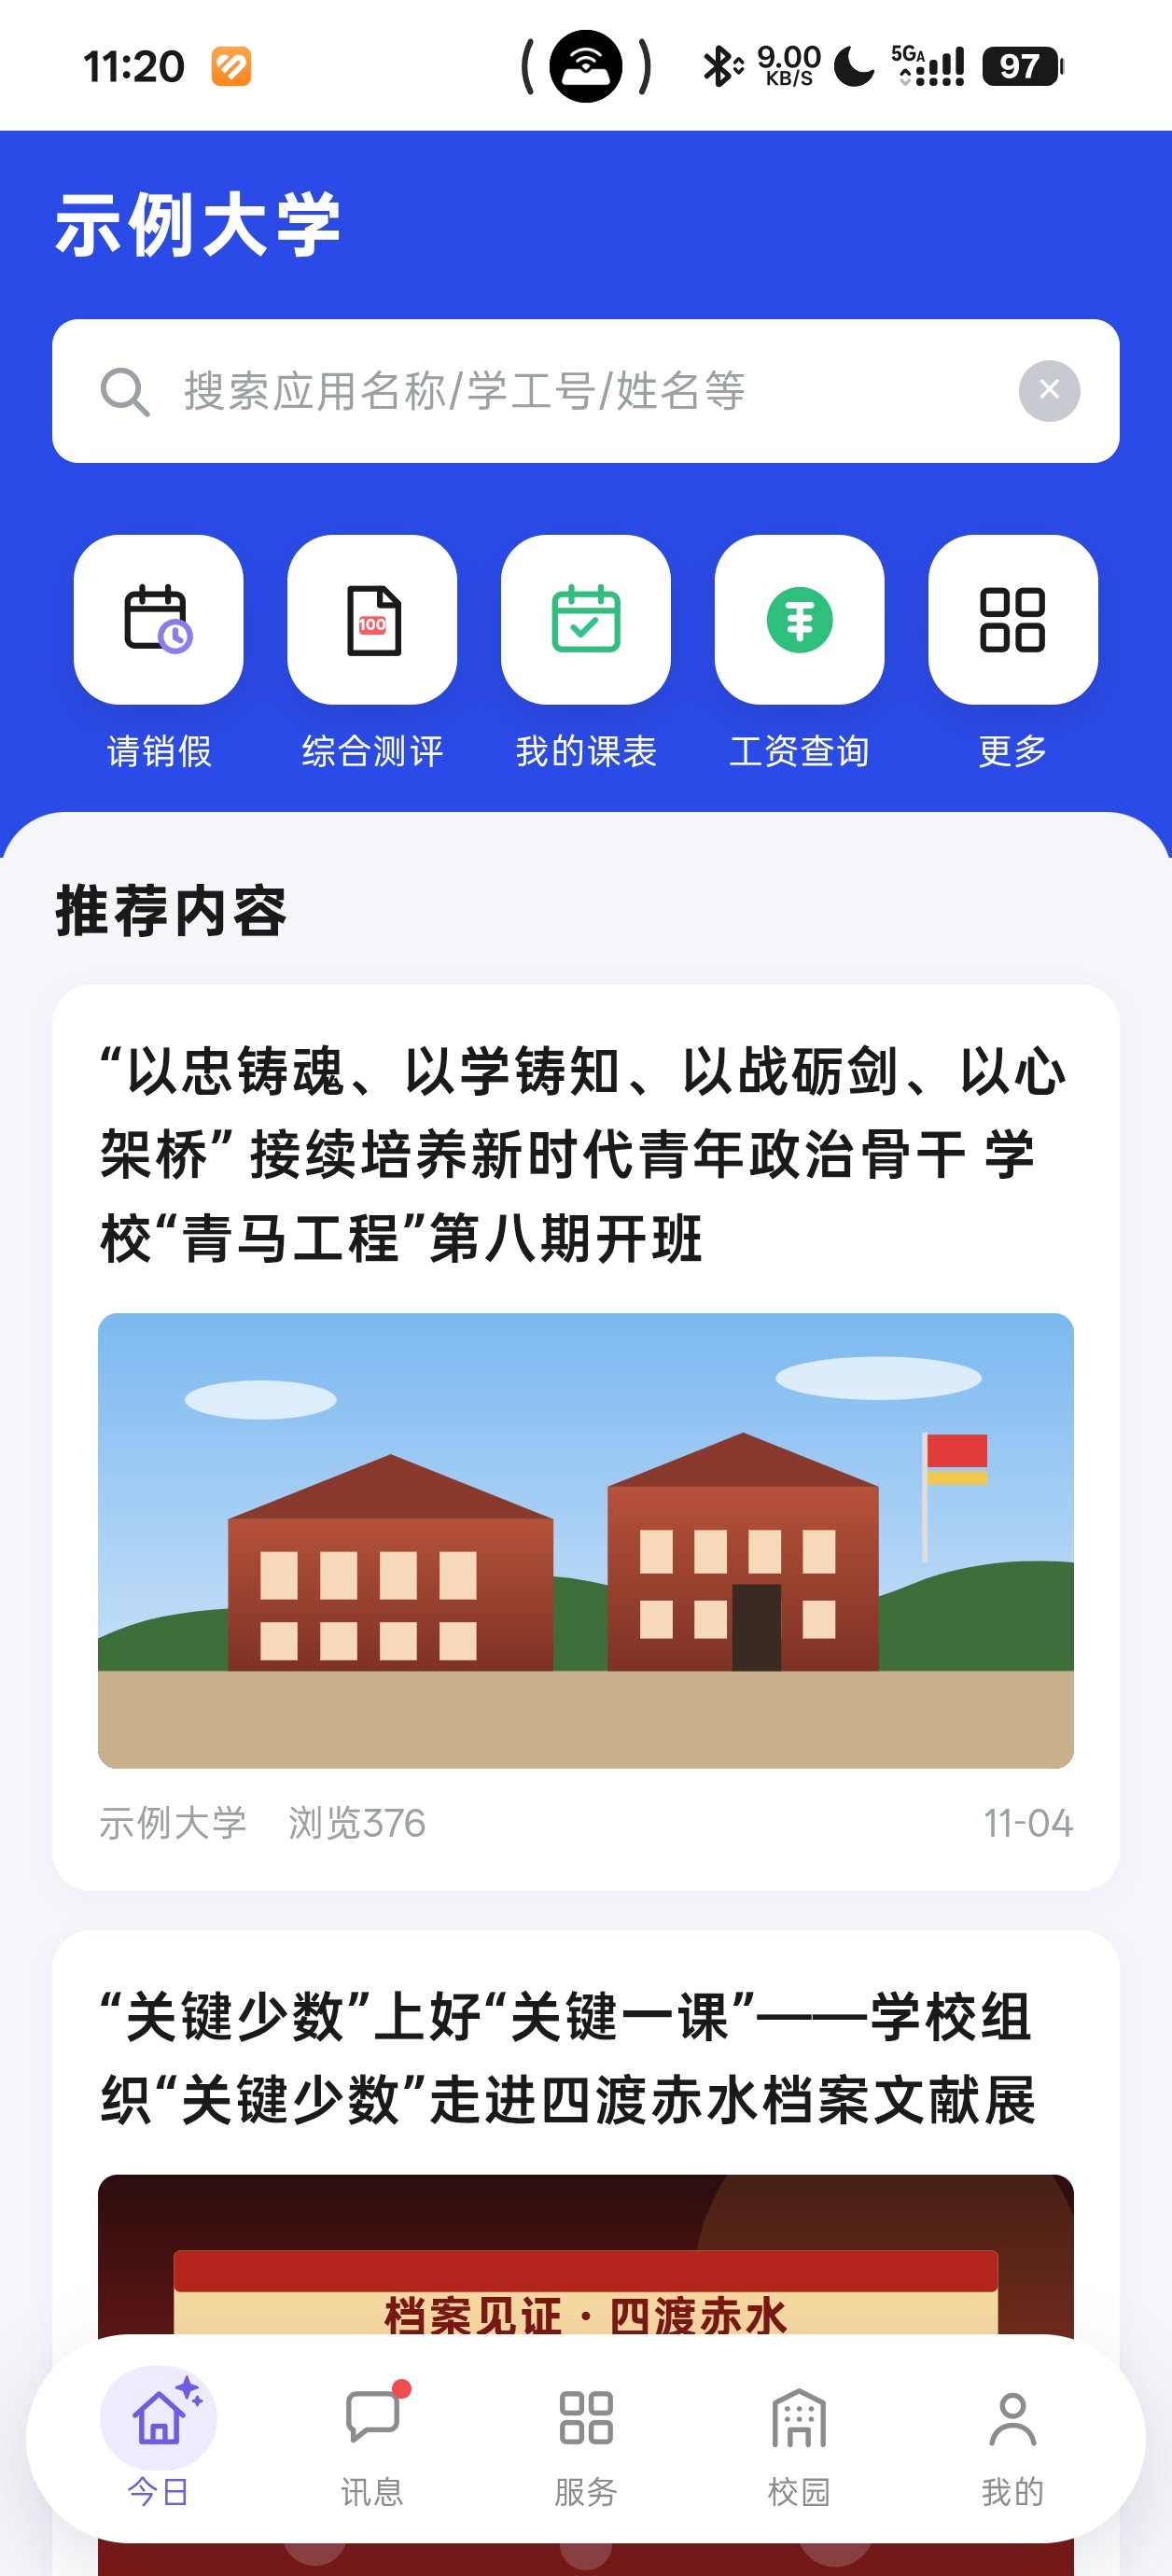 11:20
9.00
KB/S
5GA
97
示例大学
搜索应用名称/学工号/姓名等
100
请销假
综合测评
我的课表
工资查询
更多
推荐内容
“以忠铸魂、以学铸知、以战砺剑、以心
架桥” 接续培养新时代青年政治骨干 学
校“青马工程”第八期开班
示例大学 浏览376
11-04
“关键少数”上好“关键一课”——学校组
织“关键少数”走进四渡赤水档案文献展
档案见证 · 四渡赤水
今日
讯息
服务
校园
我的